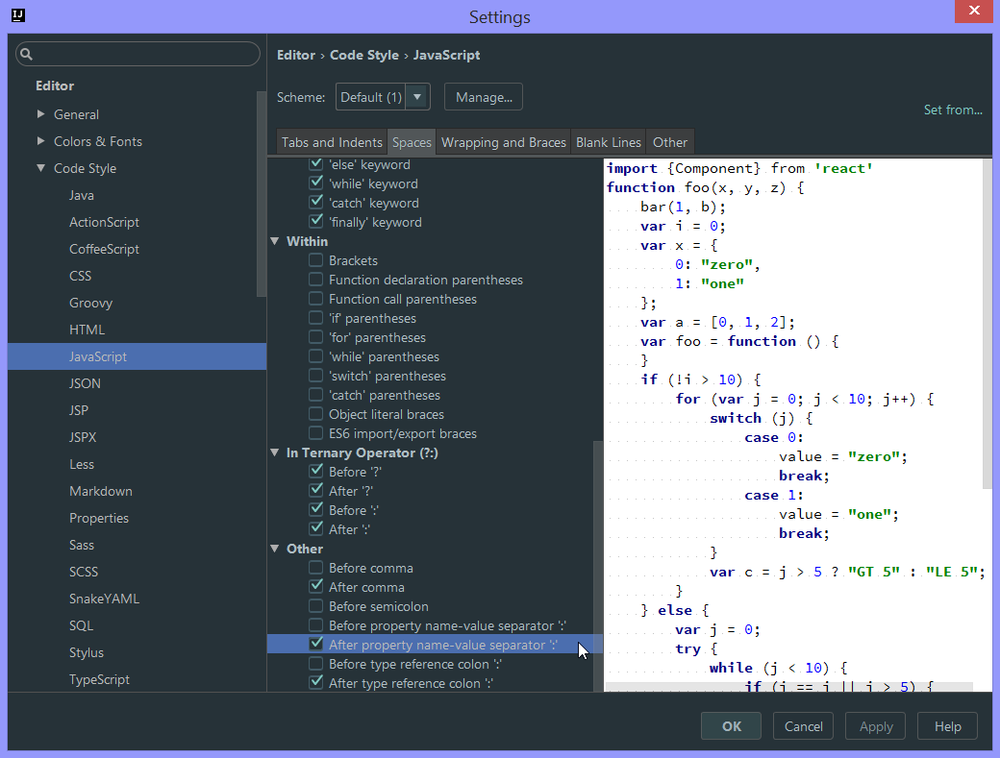 IJ
Settings
Editor
General
Colors & Fonts
Code Style
Java
ActionScript
CoffeeScript
CSS
Groovy
HTML
JavaScript
JSON
JSP
JSPX
Less
Markdown
Properties
Sass
SCSS
SnakeYAML
SQL
Stylus
TypeScript
Editor › Code Style › JavaScript
Scheme: Default (1) Manage...
Set from...
Tabs and Indents Spaces Wrapping and Braces Blank Lines Other
'else' keyword
'while' keyword
'catch' keyword
'finally' keyword
Within
Brackets
Function declaration parentheses
Function call parentheses
'if' parentheses
'for' parentheses
'while' parentheses
'switch' parentheses
'catch' parentheses
Object literal braces
ES6 import/export braces
In Ternary Operator (?:)
Before '?'
After '?'
Before ':'
After ':'
Other
Before comma
After comma
Before semicolon
Before property name-value separator ':'
After property name-value separator ':'
Before type reference colon ':'
After type reference colon ':'
import {Component} from 'react'
function foo(x, y, z) {
bar(1, b);
var i = 0;
var x = {
0: "zero",
1: "one"
};
var a = [0, 1, 2];
var foo = function () {
}
if (!i > 10) {
for (var j = 0; j < 10; j++) {
switch (j) {
case 0:
value = "zero";
break;
case 1:
value = "one";
break;
}
var c = j > 5 ? "GT 5" : "LE 5";
}
} else {
var j = 0;
try {
while (j < 10) {
if (i == j || j > 5) {
OK Cancel Apply Help